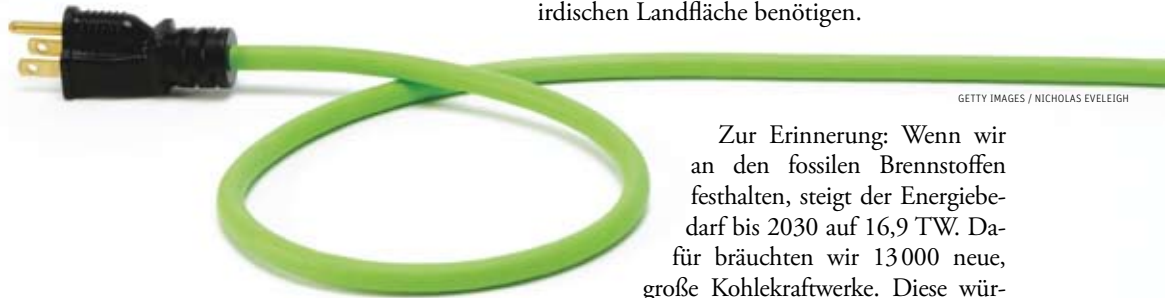 irdischen Landfläche benötigen.
GETTY IMAGES / NICHOLAS EVELEIGH
Zur Erinnerung: Wenn wir
an den fossilen Brennstoffen
festhalten, steigt der Energiebe-
darf bis 2030 auf 16,9 TW. Da-
für bräuchten wir 13 000 neue,
große Kohlekraftwerke. Diese wür-